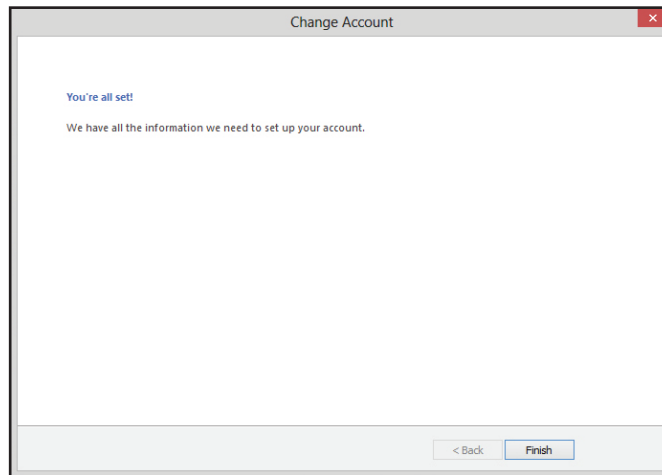 Change Account
You're all set!
We have all the information we need to set up your account.
< Back Finish